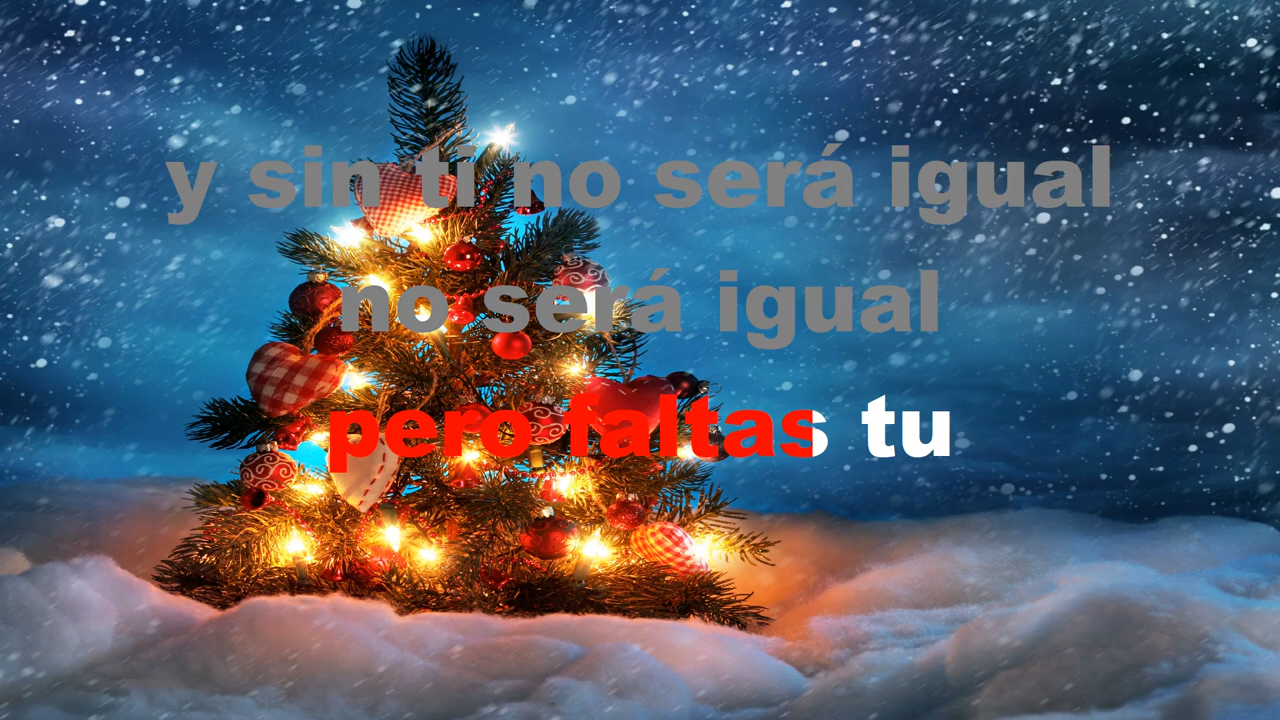 y sin ti no será igual
no será igual
pero faltas tu